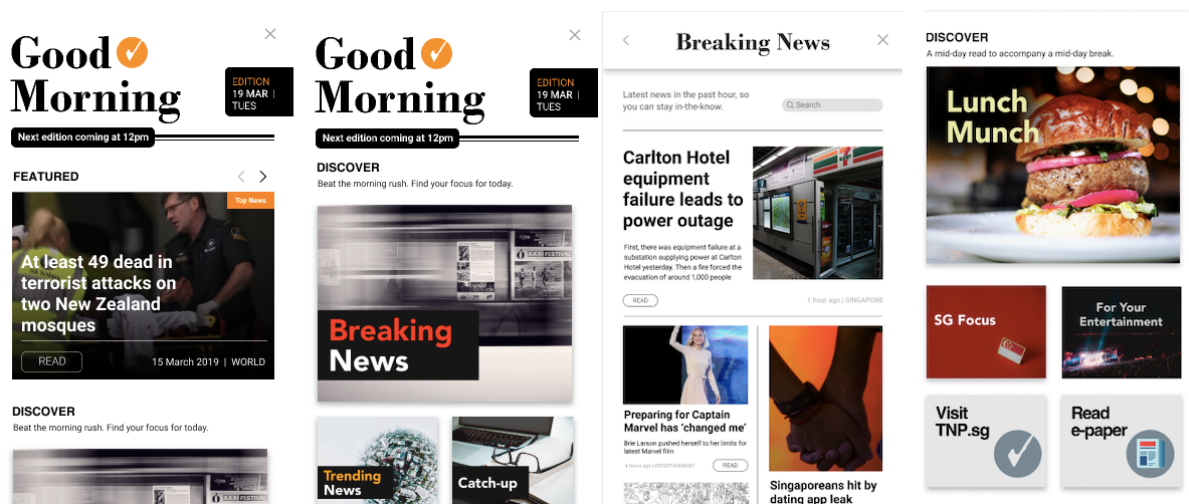 Good
Morning
EDITION
19 MAR |
TUES
Next edition coming at 12pm
FEATURED
Top News
At least 49 dead in
terrorist attacks on
two New Zealand
mosques
READ
15 March 2019 | WORLD
DISCOVER
Beat the morning rush. Find your focus for today.
Good
Morning
EDITION
19 MAR |
TUES
Next edition coming at 12pm
DISCOVER
Beat the morning rush. Find your focus for today.
FESTIVAL
Breaking
News
Trending
News
Catch-up
Breaking News
Latest news in the past hour, so
you can stay in-the-know.
Search
Carlton Hotel
equipment
failure leads to
power outage
First, there was equipment failure at a
substation supplying power at Carlton
Hotel yesterday. Then a fire forced the
evacuation of around 1,000 people
READ
1 hour ago | SINGAPORE
Preparing for Captain
Marvel has 'changed me'
Brie Larson pushed herself to her limits for
latest Marvel film
4 hours ago | ENTERTAINMENT
READ
Singaporeans hit by
dating app leak
DISCOVER
A mid-day read to accompany a mid-day break.
Lunch
Munch
SG Focus
For Your
Entertainment
Visit
TNP.sg
Read
e-paper